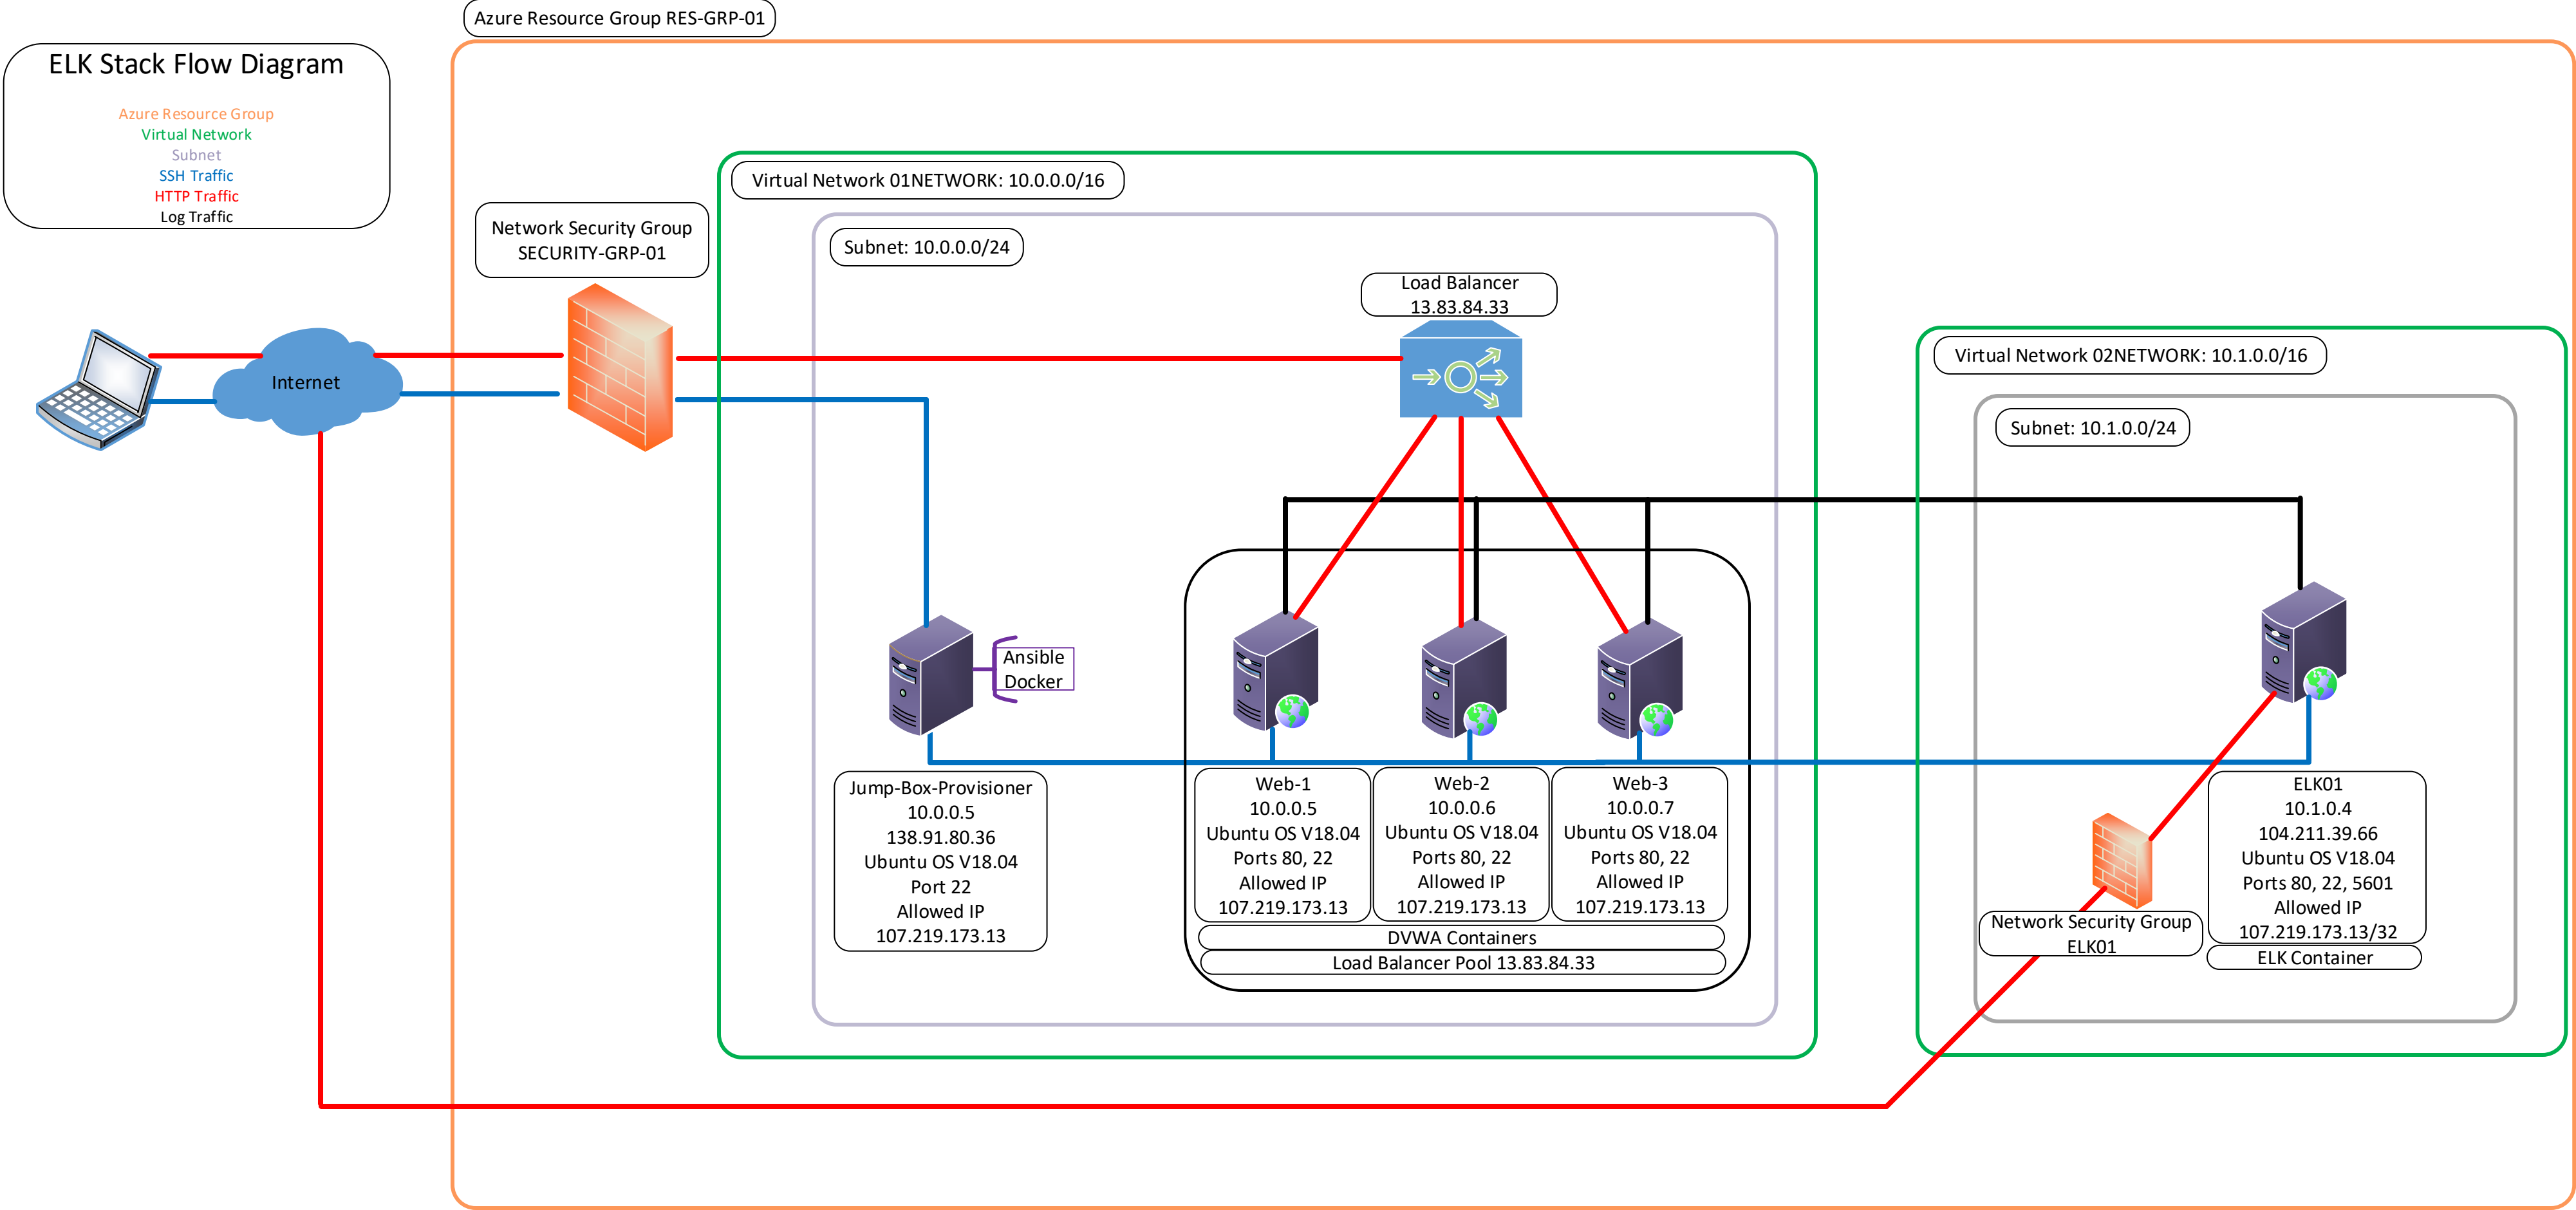 Azure Resource Group RES-GRP-01
ELK Stack Flow Diagram
Azure Resource Group
Virtual Network
Subnet
SSH Traffic
HTTP Traffic
Log Traffic
Network Security Group
SECURITY-GRP-01
Virtual Network 01NETWORK: 10.0.0.0/16
Subnet: 10.0.0.0/24
Load Balancer
13.83.84.33
Virtual Network 02NETWORK: 10.1.0.0/16
Subnet: 10.1.0.0/24
Internet
Ansible
Docker
Jump-Box-Provisioner
10.0.0.5
138.91.80.36
Ubuntu OS V18.04
Port 22
Allowed IP
107.219.173.13
Web-1
10.0.0.5
Ubuntu OS V18.04
Ports 80, 22
Allowed IP
107.219.173.13
Web-2
10.0.0.6
Ubuntu OS V18.04
Ports 80, 22
Allowed IP
107.219.173.13
Web-3
10.0.0.7
Ubuntu OS V18.04
Ports 80, 22
Allowed IP
107.219.173.13
DVWA Containers
Load Balancer Pool 13.83.84.33
Network Security Group
ELK01
ELK01
10.1.0.4
104.211.39.66
Ubuntu OS V18.04
Ports 80, 22, 5601
Allowed IP
107.219.173.13/32
ELK Container